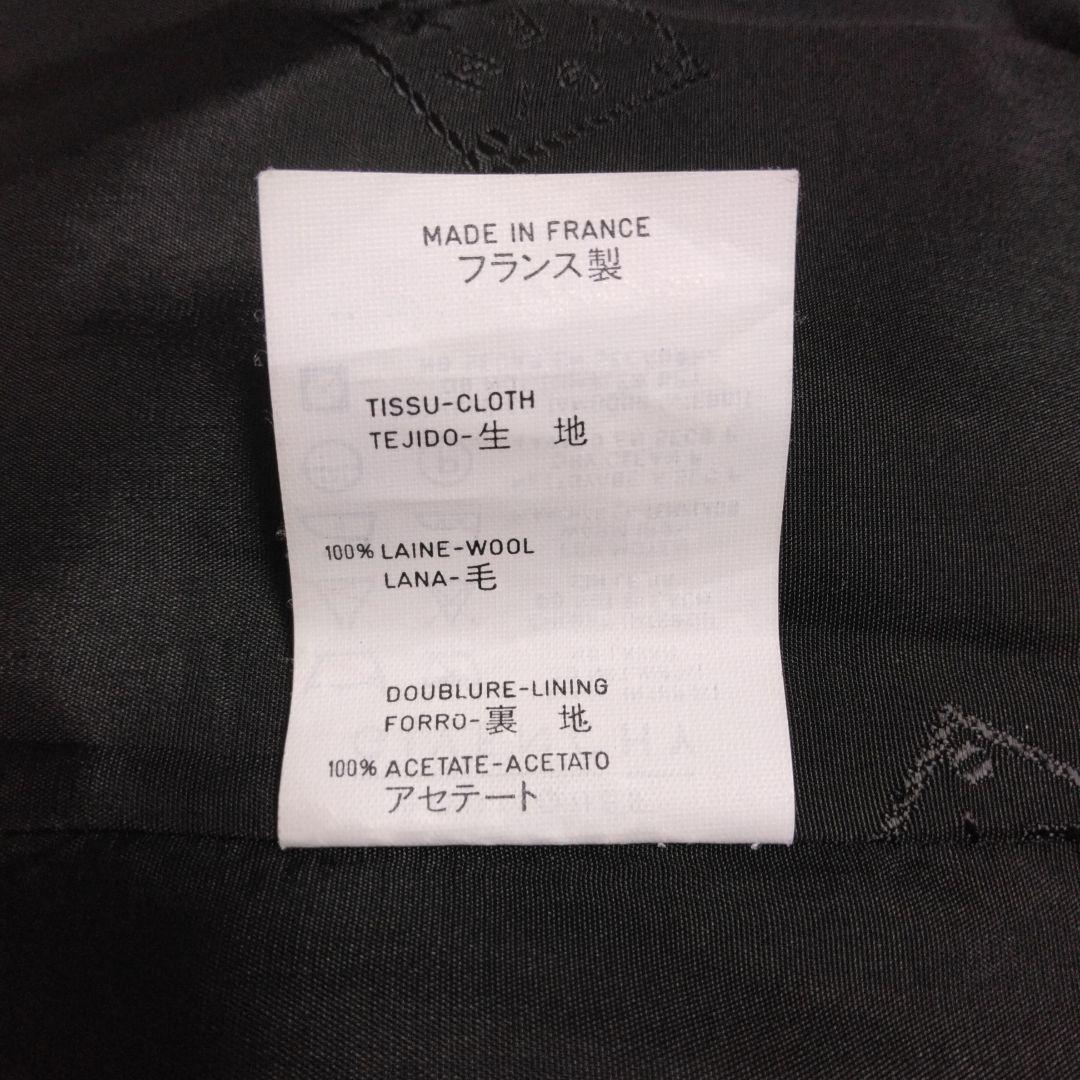 MADE IN FRANCE
フランス製
TISSU-CLOTH
TEJIDO-生 地
100% LAINE-WOOL
LANA-毛
DOUBLURE-LINING
FORRO-裏 地
100% ACETATE-ACETATO
アセテート